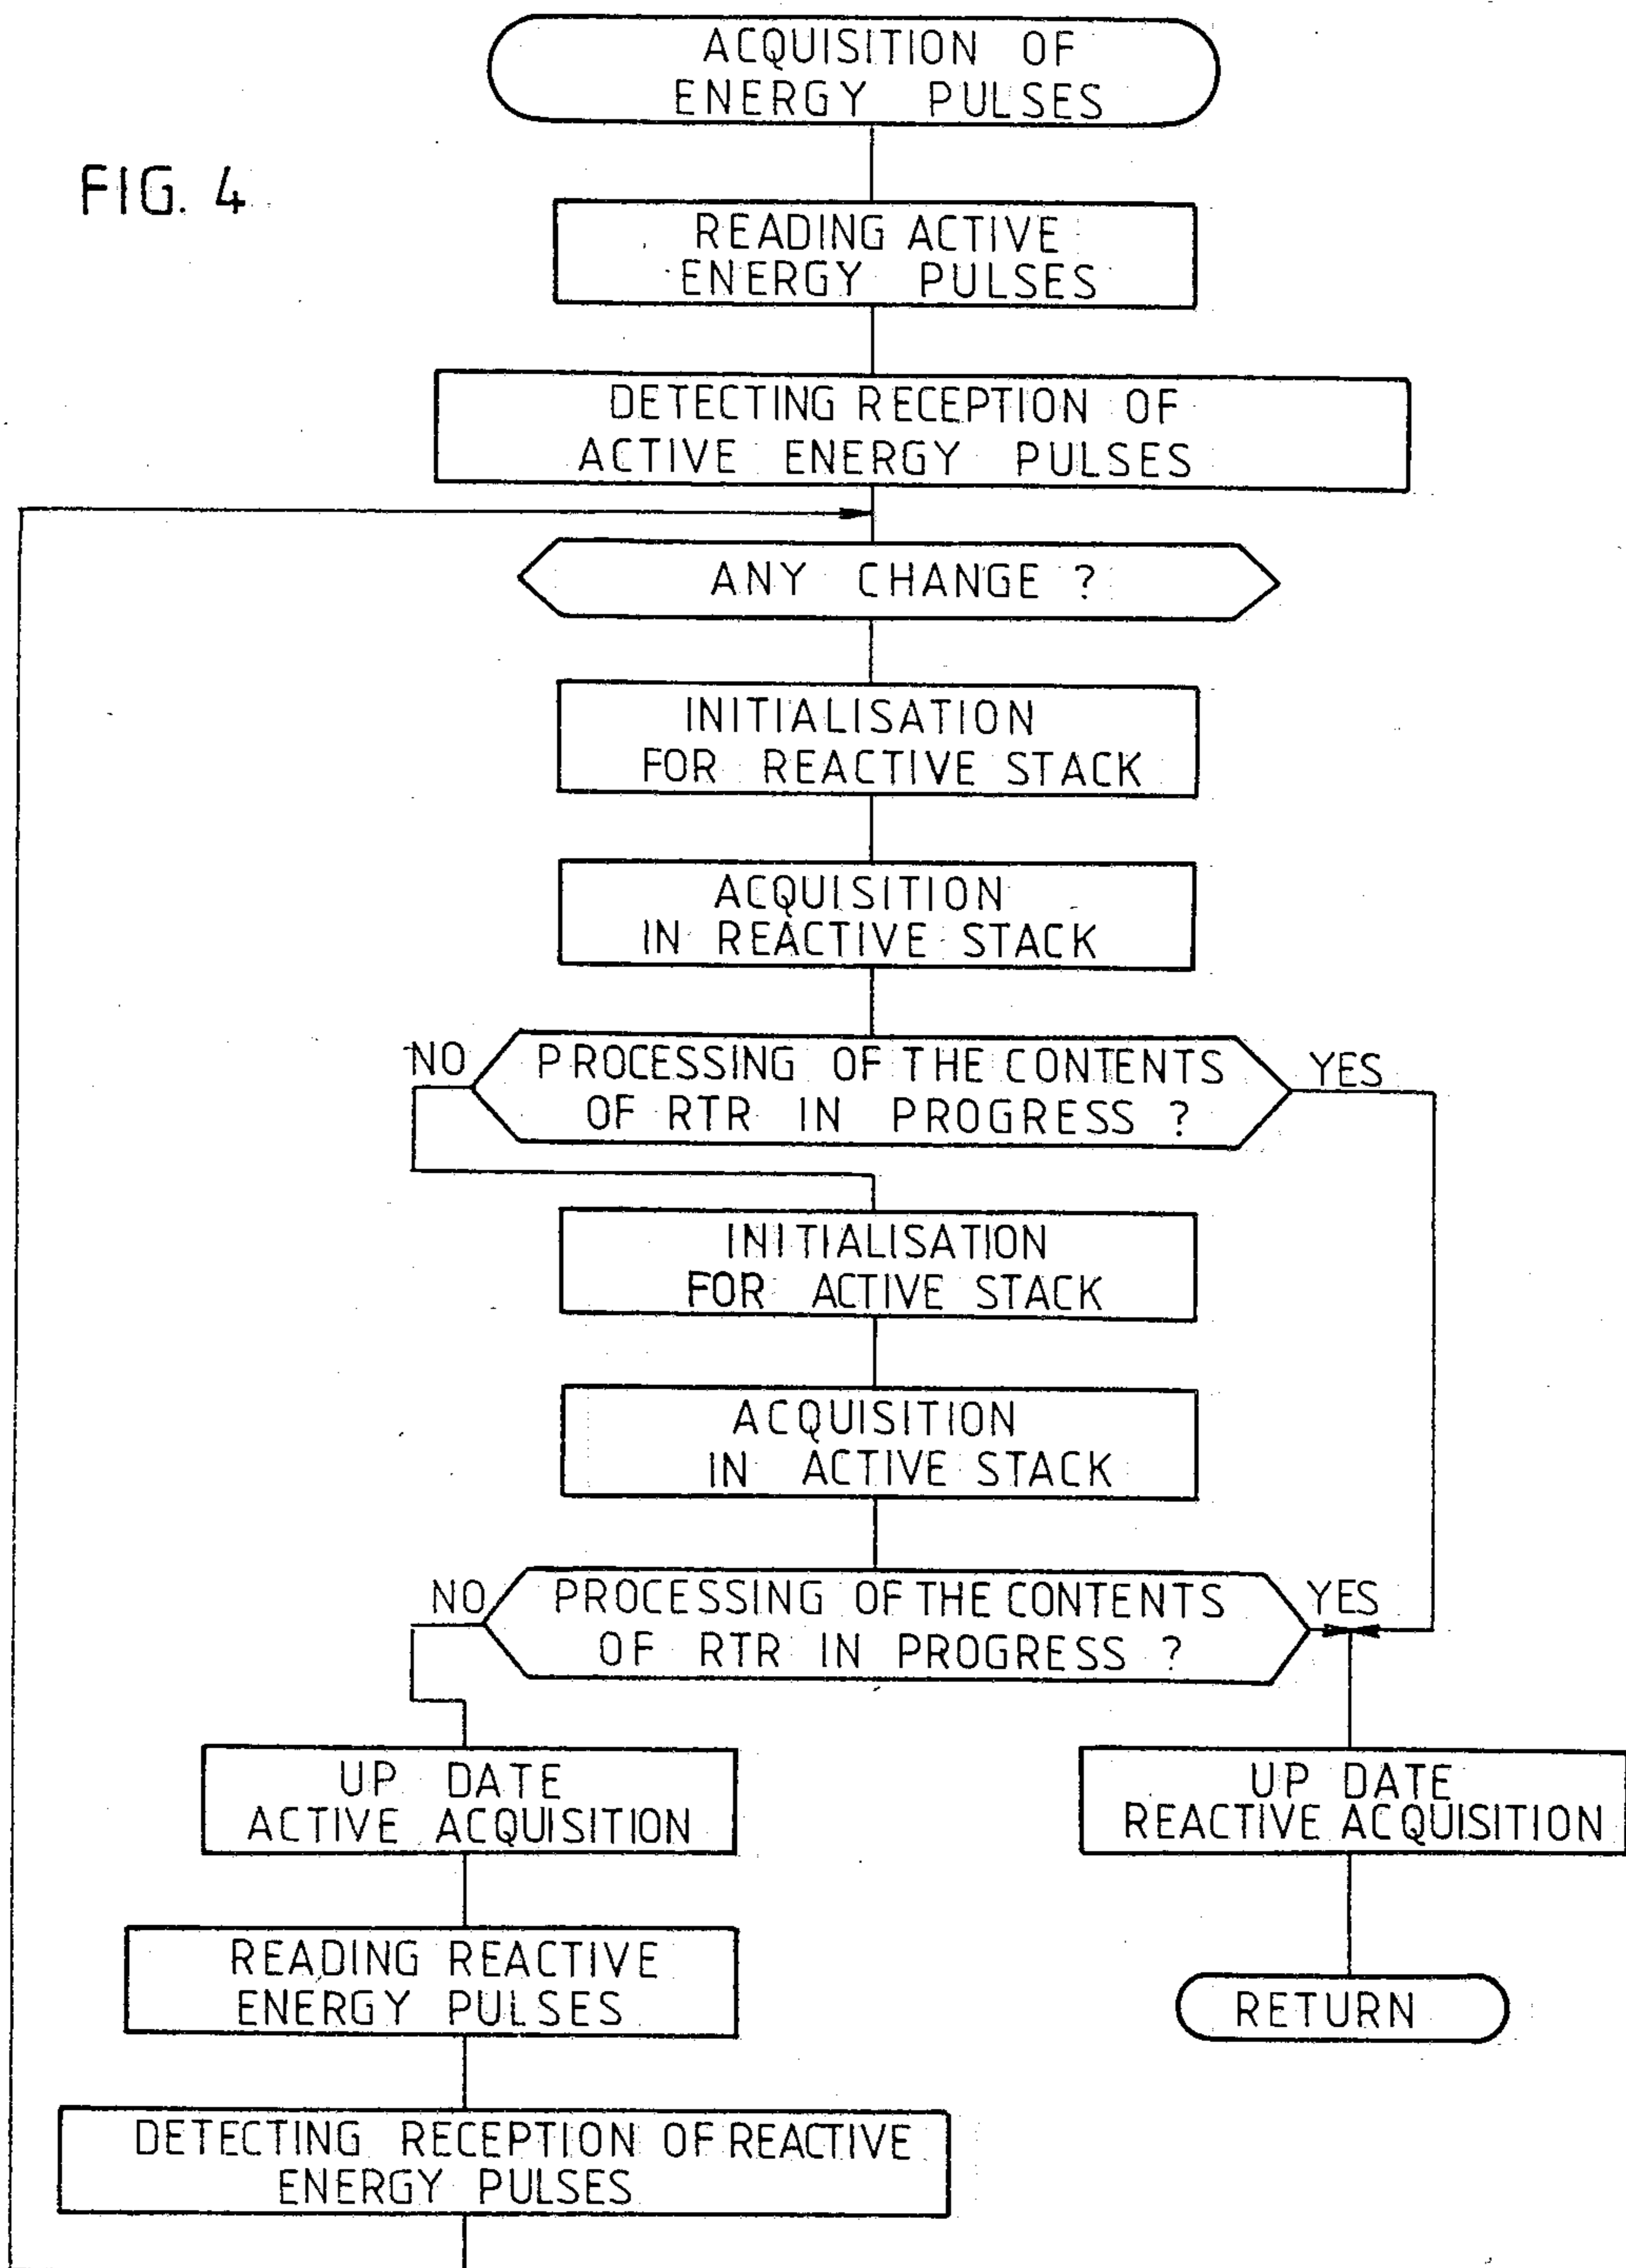 ACQUISITION OF
ENERGY PULSES
FIG. 4
READING ACTIVE
ENERGY PULSES
DETECTING RECEPTION OF
ACTIVE ENERGY PULSES
ANY CHANGE ?
INITIALISATION
FOR REACTIVE STACK
ACQUISITION
IN REACTIVE STACK
NO
PROCESSING OF THE CONTENTS
OF RTR IN PROGRESS ?
YES
INITIALISATION
FOR ACTIVE STACK
ACQUISITION
IN ACTIVE STACK
NO
PROCESSING OF THE CONTENTS
OF RTR IN PROGRESS ?
YES
UP DATE
ACTIVE ACQUISITION
UP DATE
REACTIVE ACQUISITION
READING REACTIVE
ENERGY PULSES
RETURN
DETECTING RECEPTION OF REACTIVE
ENERGY PULSES